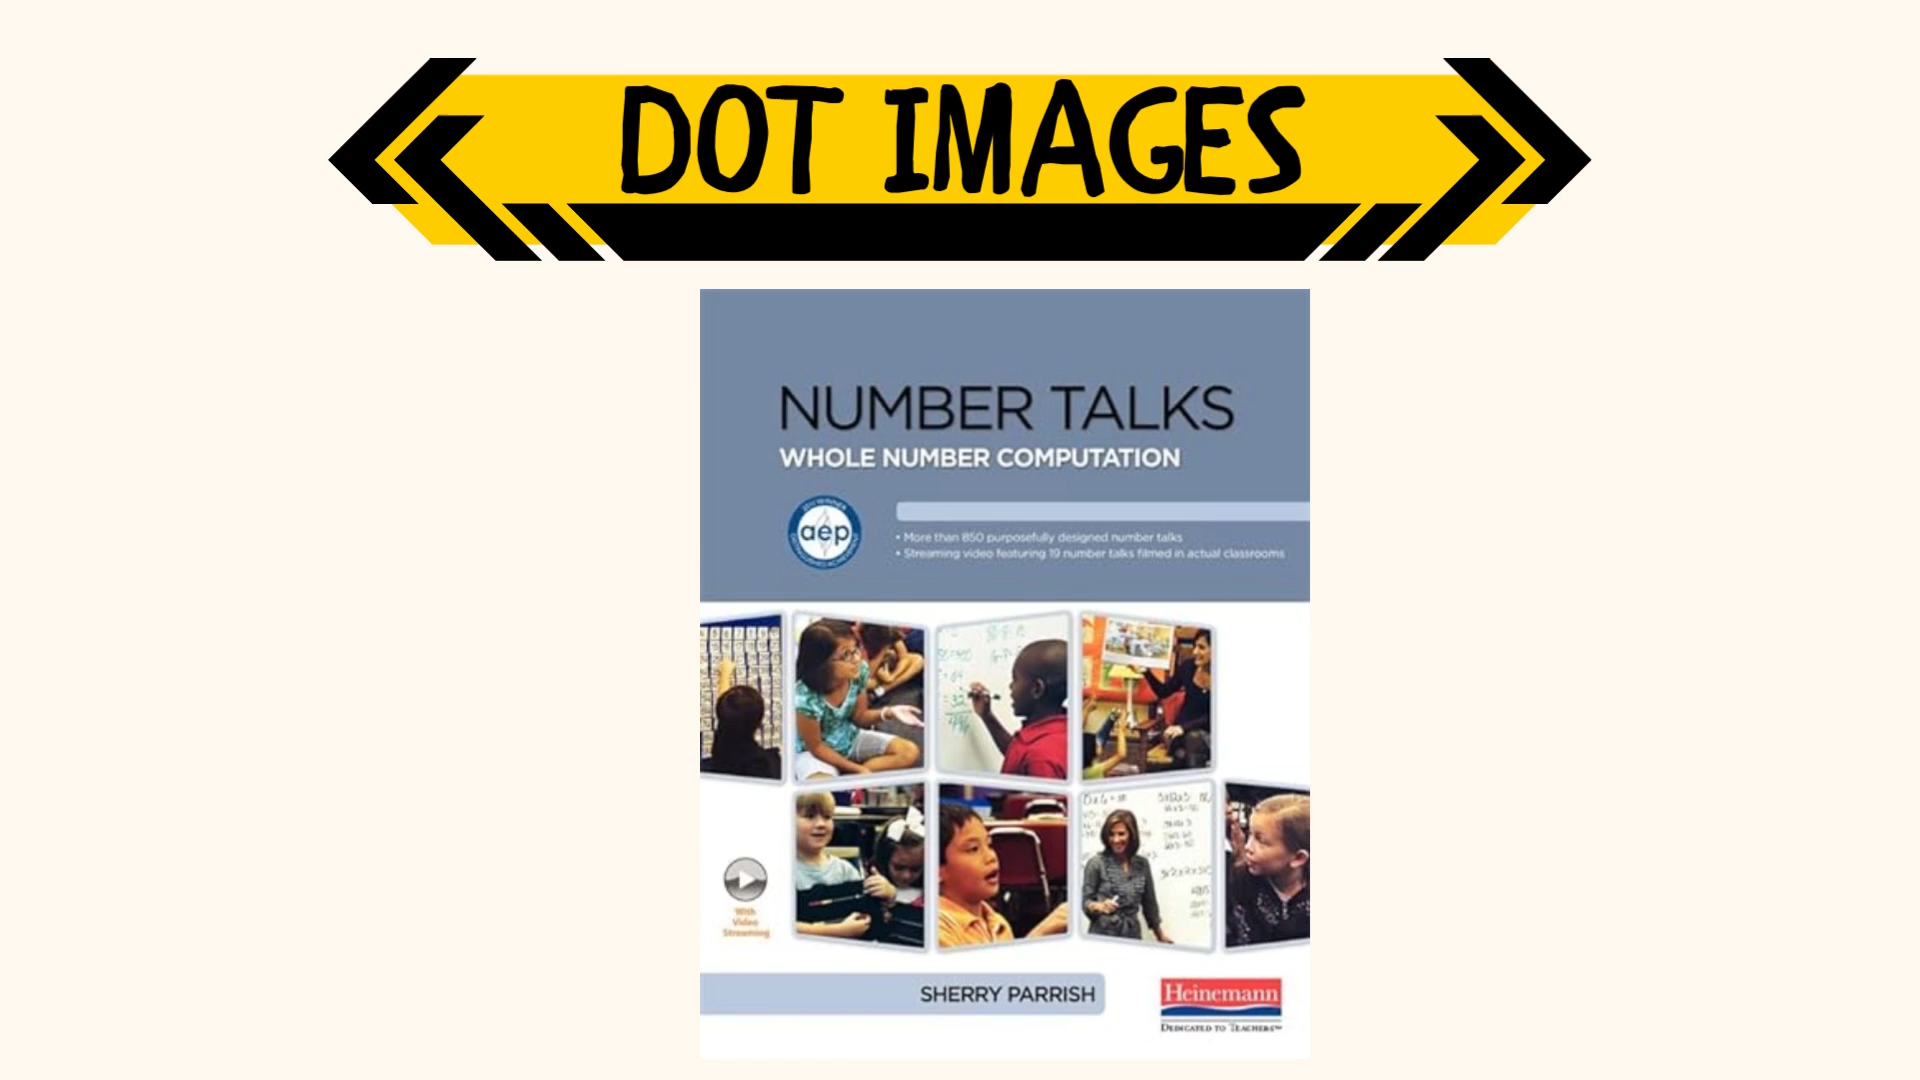 DOT IMAGES
NUMBER TALKS
WHOLE NUMBER COMPUTATION
aep
• More than 850 purposefully designed number talks
• Streaming video featuring 19 number talks filmed in actual classrooms
With
Video
Streaming
SHERRY PARRISH
Heinemann
DEDICATED TO TEACHERS™